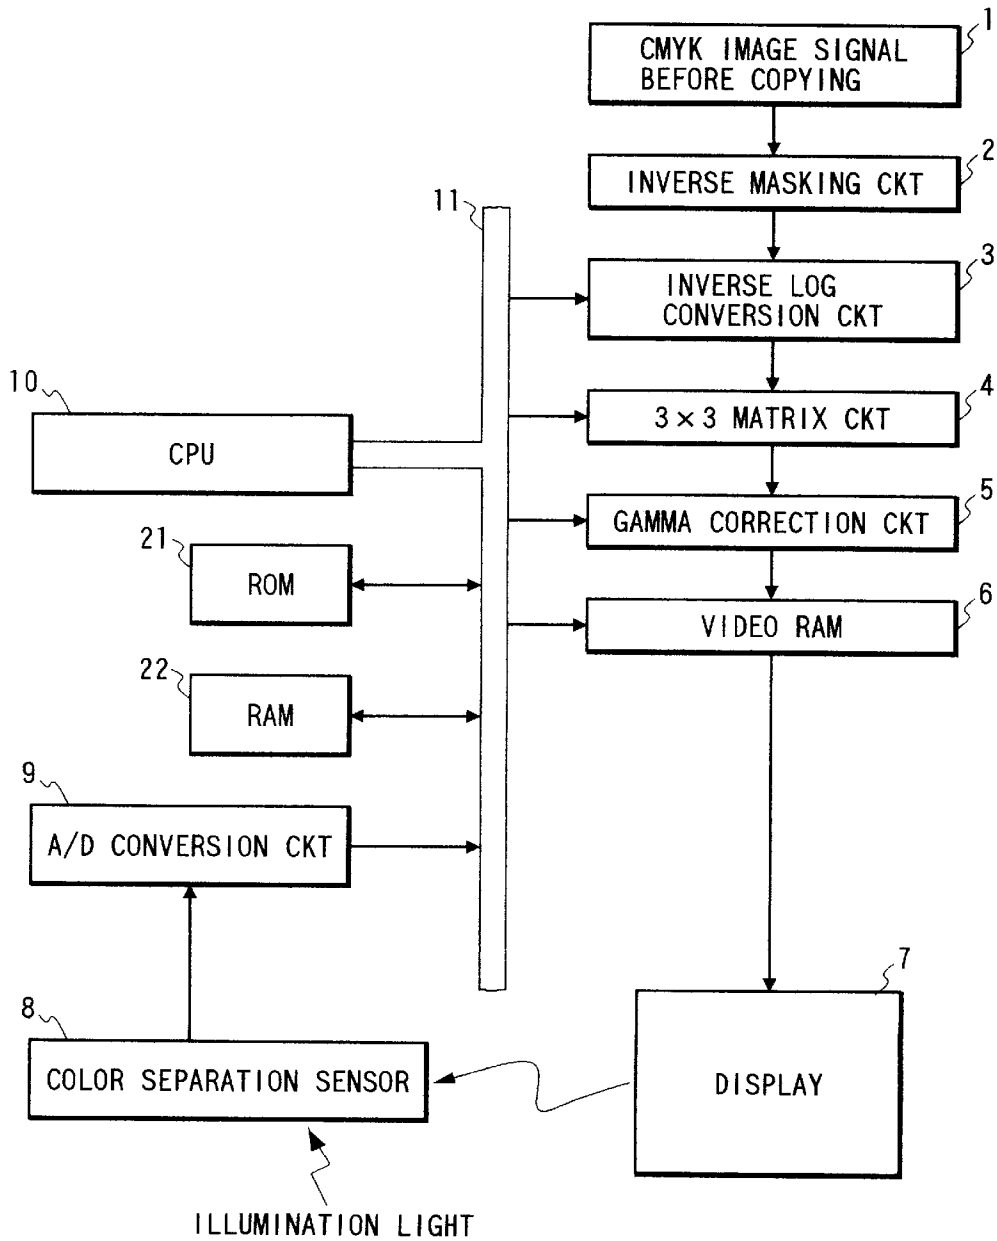 1
CMYK IMAGE SIGNAL
BEFORE COPYING
2
INVERSE MASKING CKT
11
3
INVERSE LOG
CONVERSION CKT
10
CPU
4
3×3 MATRIX CKT
5
GAMMA CORRECTION CKT
21
ROM
6
VIDEO RAM
22
RAM
9
A/D CONVERSION CKT
7
DISPLAY
8
COLOR SEPARATION SENSOR
ILLUMINATION LIGHT